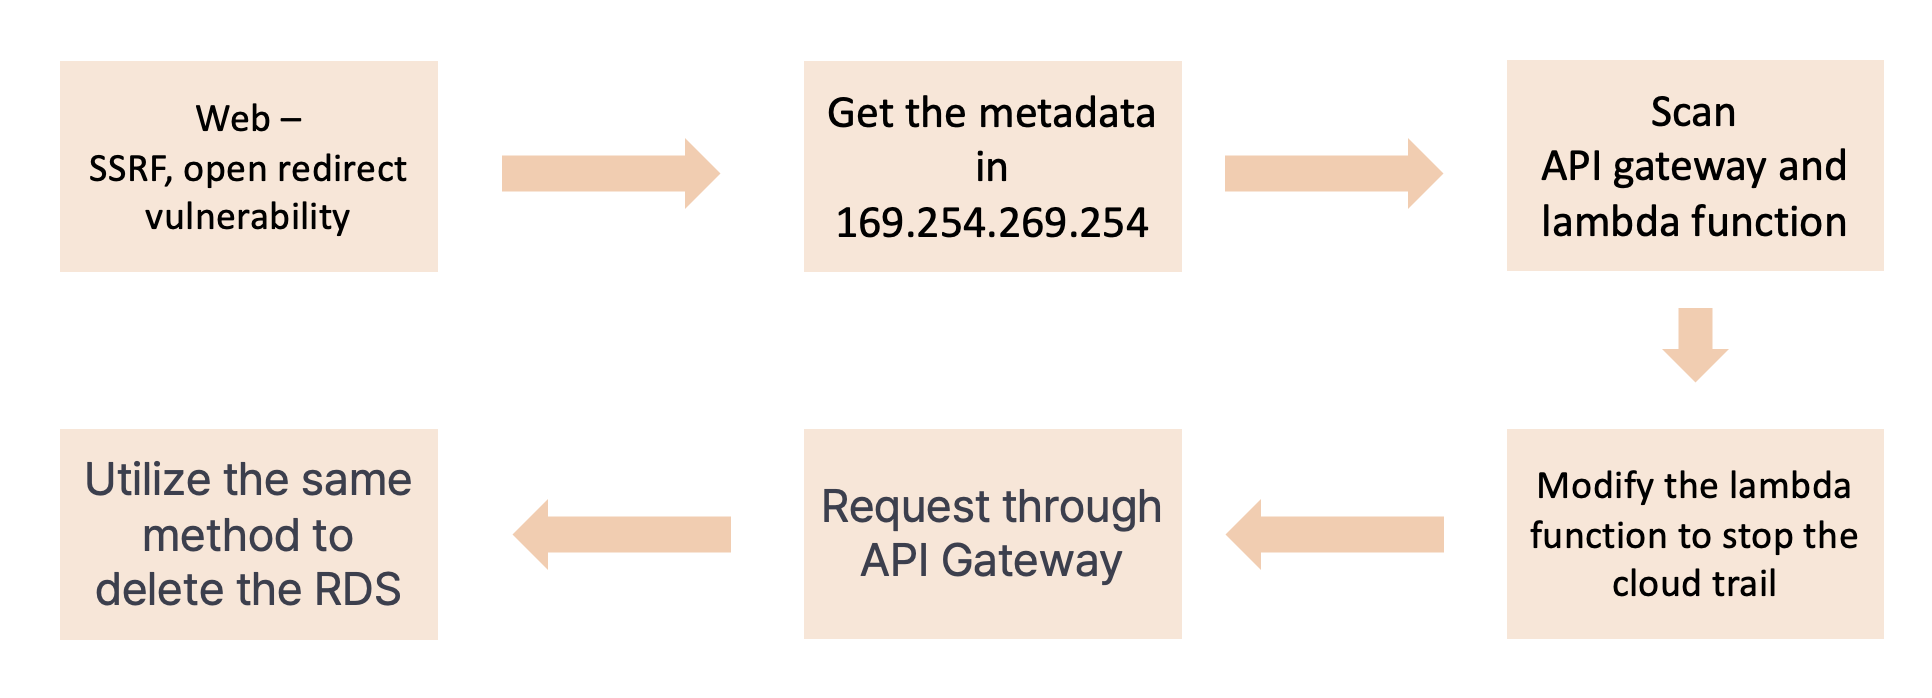 Web –
SSRF, open redirect
vulnerability
Get the metadata
in
169.254.269.254
Scan
API gateway and
lambda function
Modify the lambda
function to stop the
cloud trail
Request through
API Gateway
Utilize the same
method to
delete the RDS